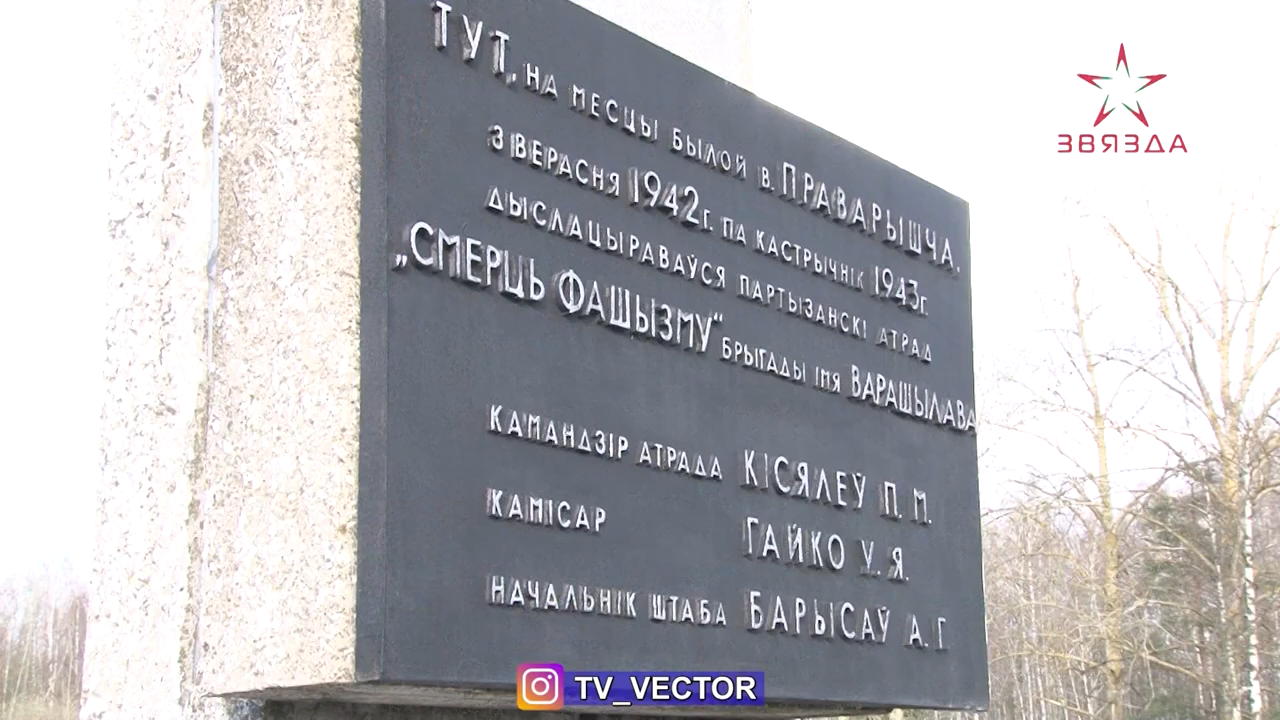 ТУТ, НА МЕСЦЫ БЫЛОЙ В. ПРАВАРЫШЧА,
З ВЕРАСНЯ 1942 Г. ПА КАСТРЫЧНІК 1943 Г.
ДЫСЛАЦЫРАВАЎСЯ ПАРТЫЗАНСКІ АТРАД
„СМЕРЦЬ ФАШЫЗМУ“ БРЫГАДЫ ІМЯ ВАРАШЫЛАВА
КАМАНДЗІР АТРАДА КІСЯЛЕЎ П. М.
КАМІСАР ГАЙКО У. Я.
НАЧАЛЬНІК ШТАБА БАРЫСАЎ А. Г
ЗВЯЗДА
TV_VECTOR